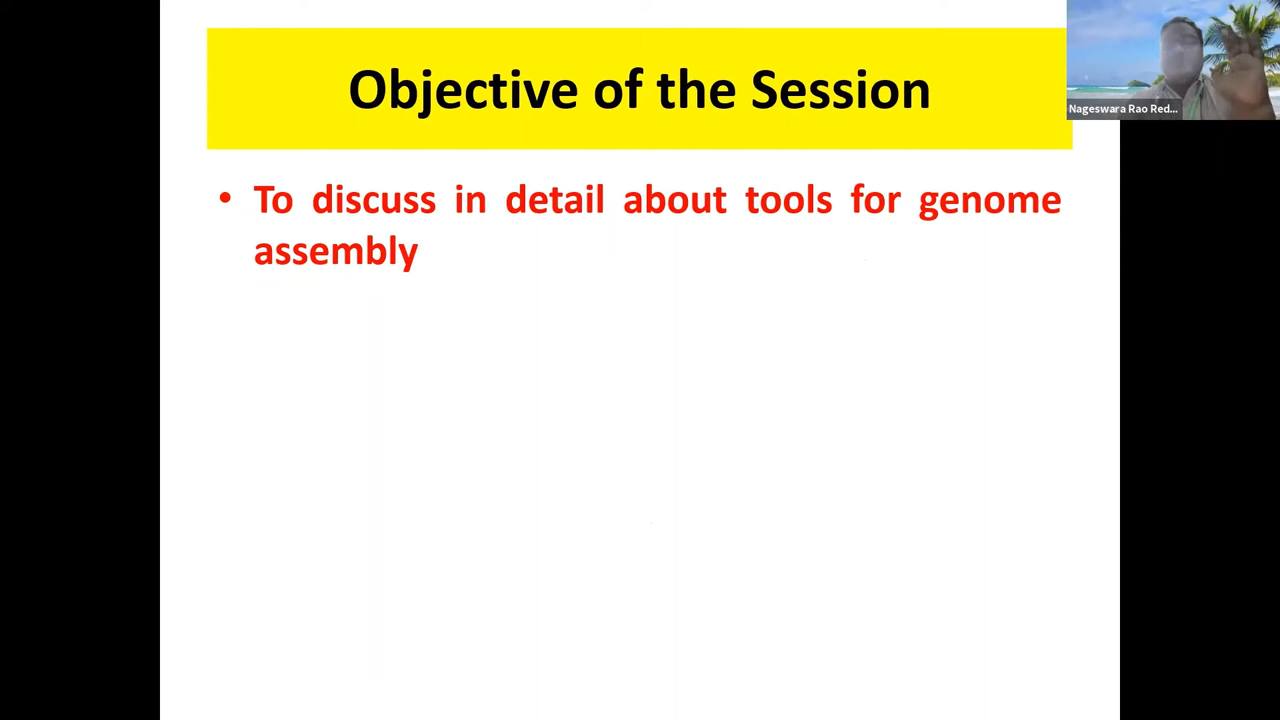 Objective of the Session
Nageswara Rao Red...
• To discuss in detail about tools for genome
assembly